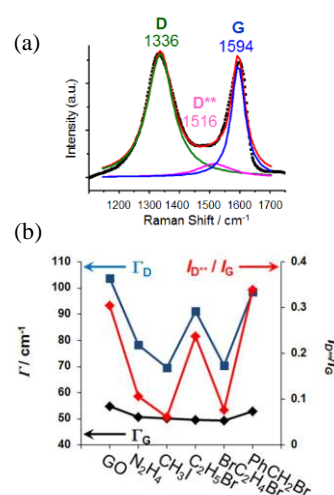 (a)
D
1336
G
1594
D**
1516
Intensity (a.u.)
1200 1300 1400 1500 1600 1700
Raman Shift / cm⁻¹
(b)
110
100
90
80
70
60
50
40
Γ / cm⁻¹
Γ_D
I_D** / I_G
Γ_G
0.4
0.3
0.2
0.1
0
I_D**/I_G
GO
N₂H₄
CH₃I
C₂H₅Br
BrC₂H₄Br
PhCH₂Br